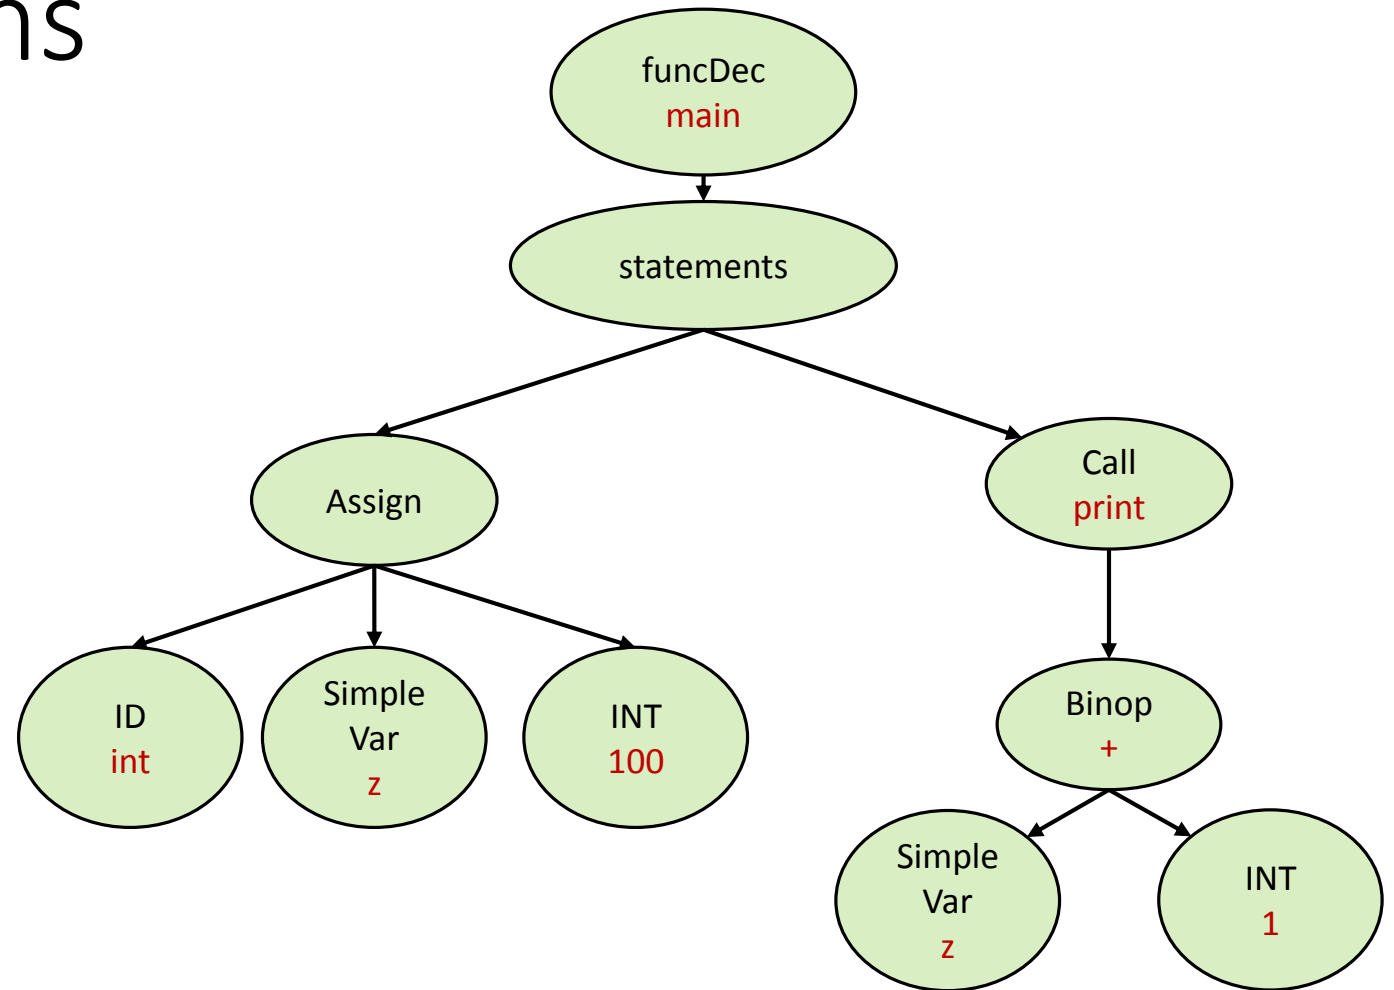 ns
funcDec
main
statements
Assign
Call
print
ID
int
Simple
Var
z
INT
100
Binop
+
Simple
Var
z
INT
1